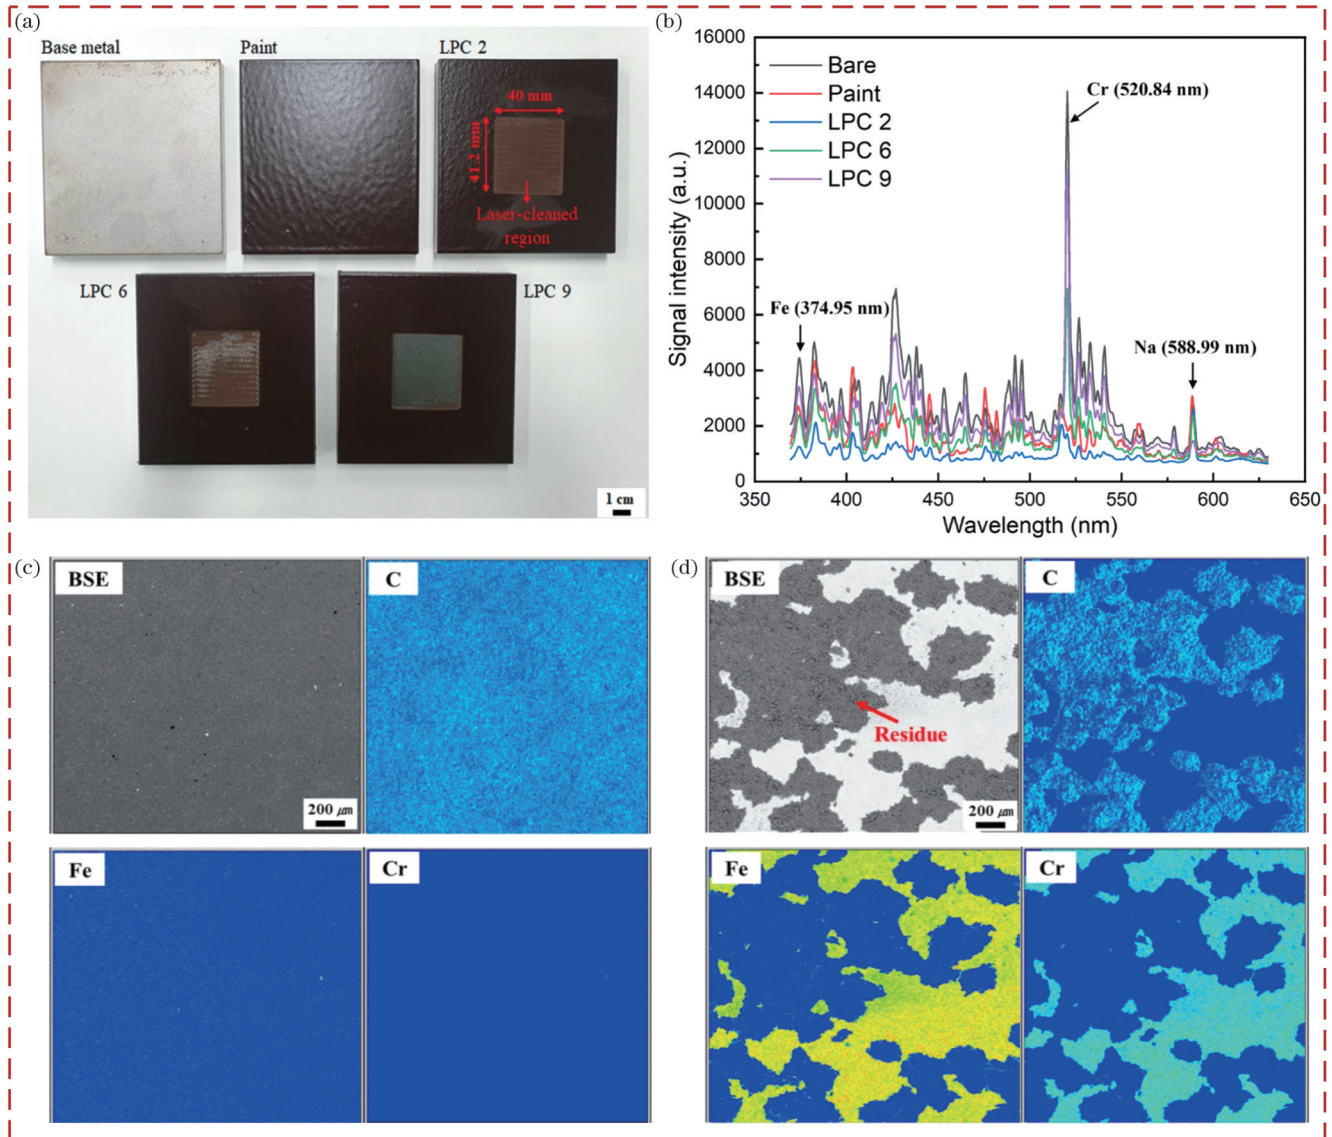 (a)
Base metal
Paint
LPC 2
40 mm
41.2 mm
Laser-cleaned
region
LPC 6
LPC 9
1 cm
(b)
16000
14000
12000
10000
8000
6000
4000
2000
0
Signal intensity (a.u.)
Bare
Paint
LPC 2
LPC 6
LPC 9
Cr (520.84 nm)
Fe (374.95 nm)
Na (588.99 nm)
350
400
450
500
550
600
650
Wavelength (nm)
(c)
BSE
C
200 μm
Fe
Cr
(d)
BSE
C
Residue
200 μm
Fe
Cr